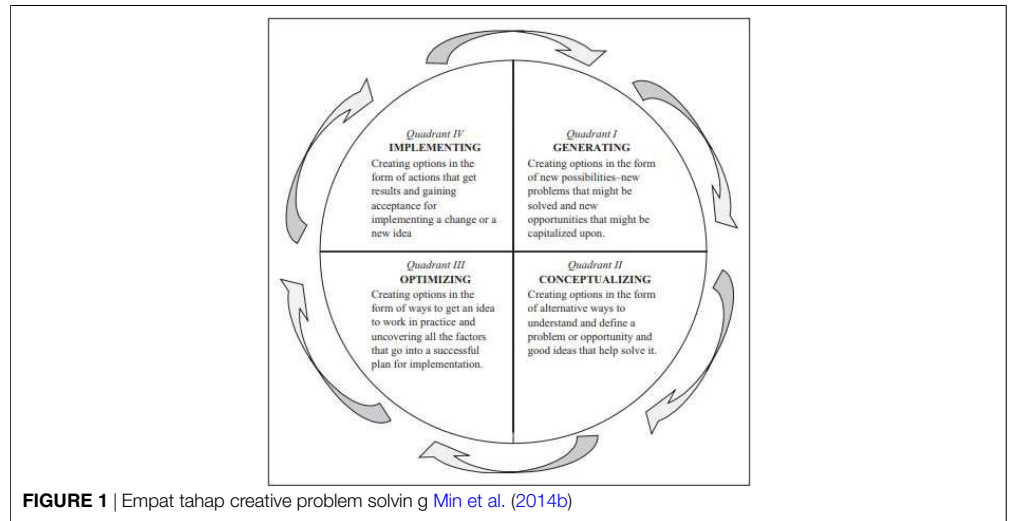 Quadrant IV
IMPLEMENTING
Creating options in the
form of actions that get
results and gaining
acceptance for
implementing a change or a
new idea
Quadrant I
GENERATING
Creating options in the form
of new possibilities–new
problems that might be
solved and new
opportunities that might be
capitalized upon.
Quadrant III
OPTIMIZING
Creating options in the
form of ways to get an idea
to work in practice and
uncovering all the factors
that go into a successful
plan for implementation.
Quadrant II
CONCEPTUALIZING
Creating options in the form
of alternative ways to
understand and define a
problem or opportunity and
good ideas that help solve it.
FIGURE 1 | Empat tahap creative problem solvin g Min et al. (2014b)